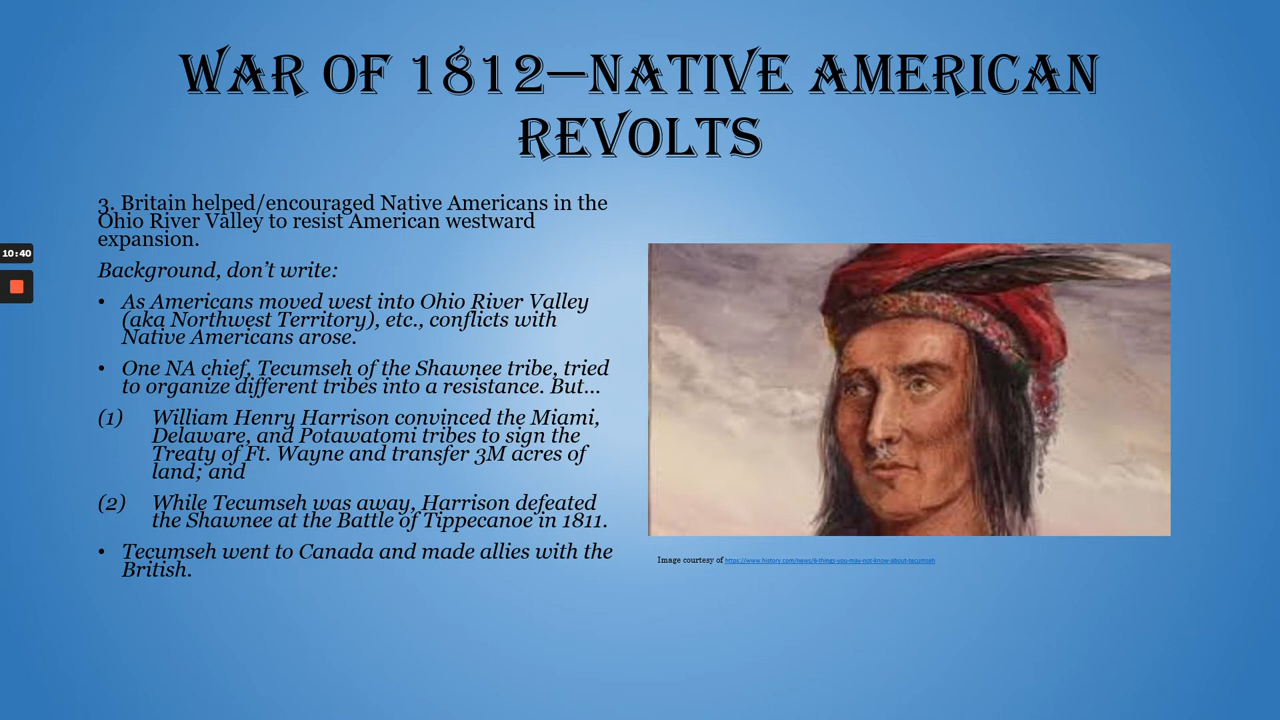 WAR OF 1812—NATIVE AMERICAN
REVOLTS
3. Britain helped/encouraged Native Americans in the
Ohio River Valley to resist American westward
expansion.
Background, don't write:
• As Americans moved west into Ohio River Valley
(aka Northwest Territory), etc., conflicts with
Native Americans arose.
• One NA chief, Tecumseh of the Shawnee tribe, tried
to organize different tribes into a resistance. But…
(1) William Henry Harrison convinced the Miami,
Delaware, and Potawatomi tribes to sign the
Treaty of Ft. Wayne and transfer 3M acres of
land; and
(2) While Tecumseh was away, Harrison defeated
the Shawnee at the Battle of Tippecanoe in 1811.
• Tecumseh went to Canada and made allies with the
British.
10:40
Image courtesy of https://www.history.com/news/6-things-you-may-not-know-about-tecumseh